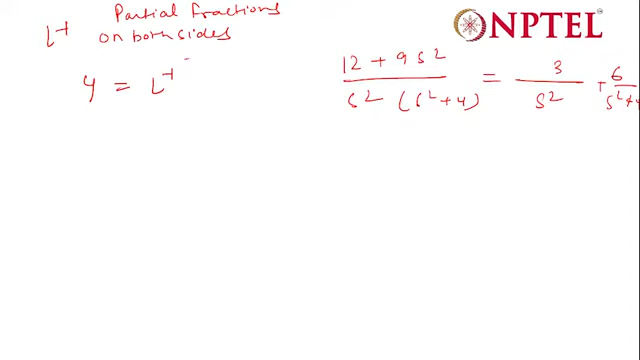 Partial fractions
L⁻¹ on both sides
y = L⁻¹
12 + 9s² / s² (s²+4) = 3 / s² + 6 / s²+4
NPTEL